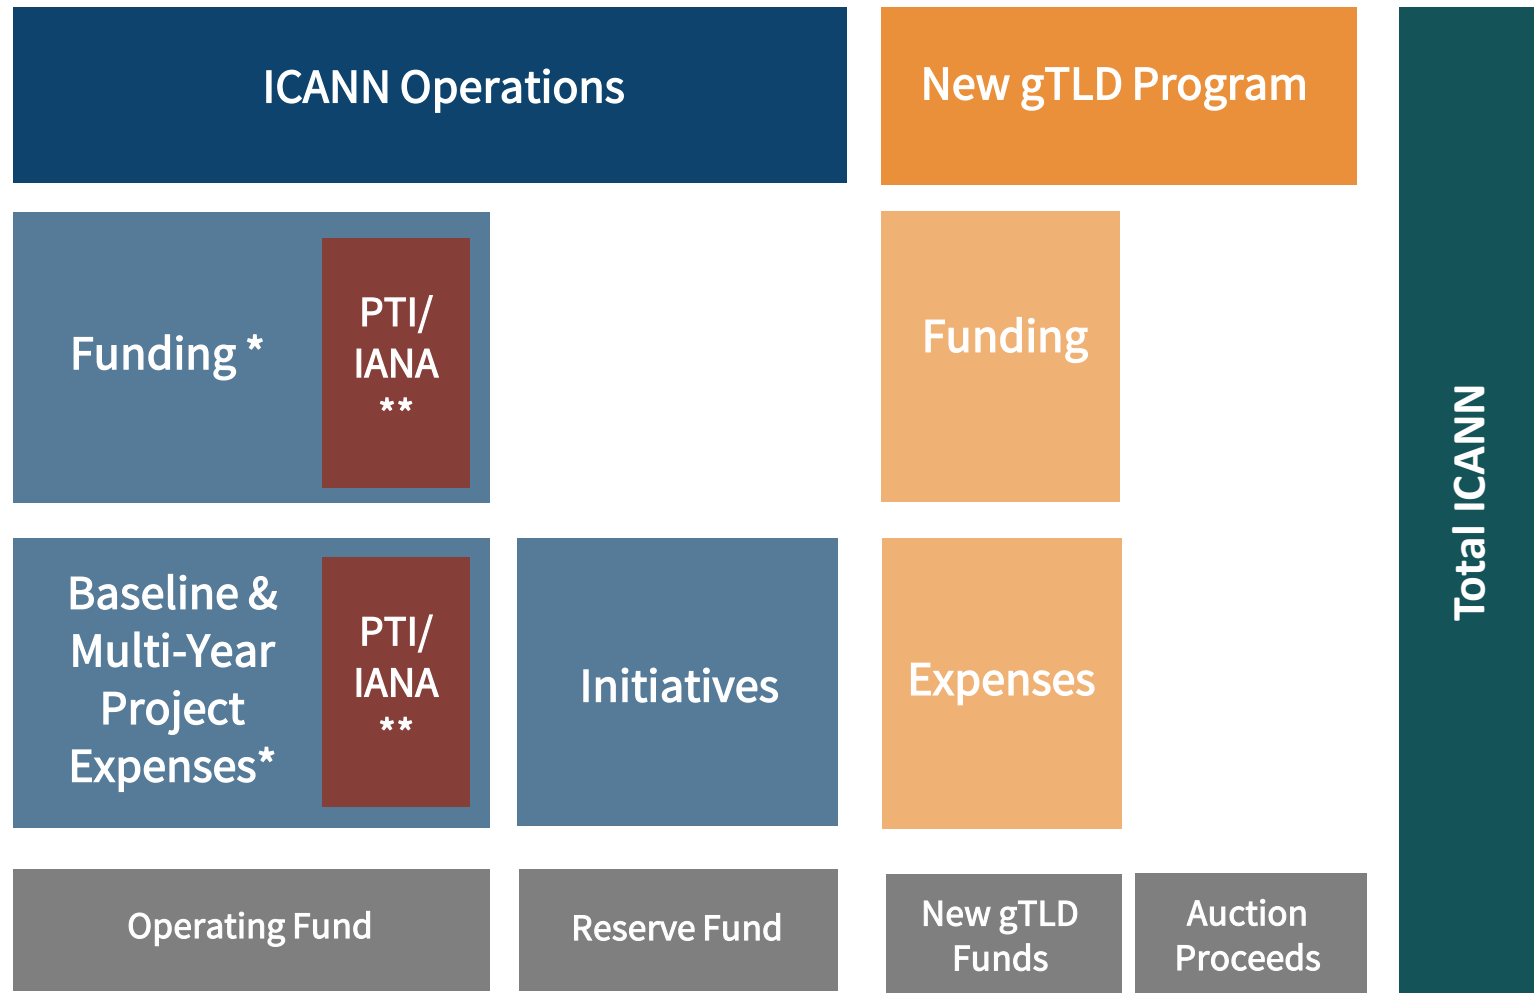 ICANN Operations
New gTLD Program
Funding *
PTI/
IANA
**
Funding
Baseline &
Multi-Year
Project
Expenses*
PTI/
IANA
**
Initiatives
Expenses
Operating Fund
Reserve Fund
New gTLD
Funds
Auction
Proceeds
Total ICANN